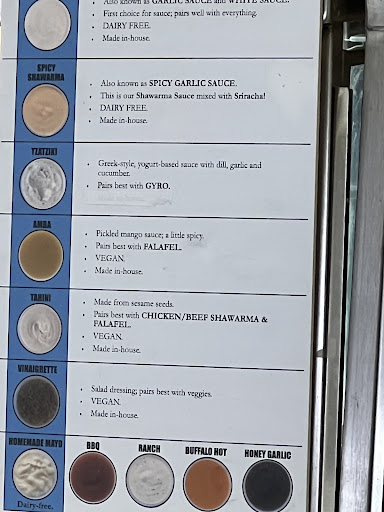 Also known as GARLIC SAUCE and WHITE SAUCE.
First choice for sauce; pairs well with everything.
DAIRY FREE.
Made in-house.
SPICY
SHAWARMA
Also known as SPICY GARLIC SAUCE.
This is our Shawarma Sauce mixed with Sriracha!
DAIRY FREE.
Made in-house.
TZATZIKI
Greek-style, yogurt-based sauce with dill, garlic and
cucumber.
Pairs best with GYRO.
AMBA
Pickled mango sauce; a little spicy.
Pairs best with FALAFEL.
VEGAN.
Made in-house.
TAHINI
Made from sesame seeds.
Pairs best with CHICKEN/BEEF SHAWARMA &
FALAFEL.
VEGAN.
Made in-house.
VINAIGRETTE
Salad dressing; pairs best with veggies.
VEGAN.
Made in-house.
HOMEMADE MAYO
Dairy-free.
BBQ
RANCH
BUFFALO HOT
HONEY GARLIC